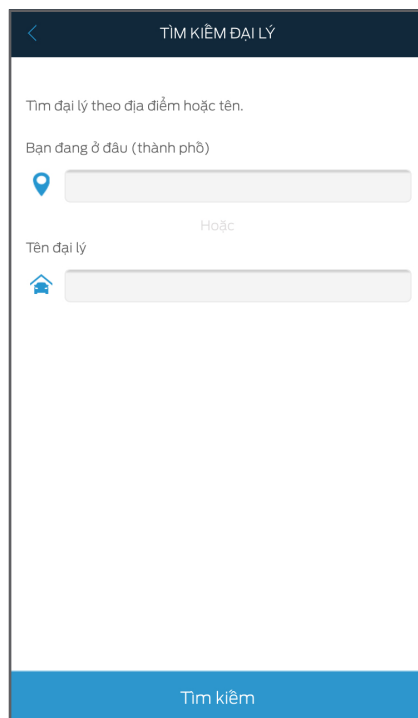 TÌM KIẾM ĐẠI LÝ
Tìm đại lý theo địa điểm hoặc tên.
Bạn đang ở đâu (thành phố)
Hoặc
Tên đại lý
Tìm kiếm